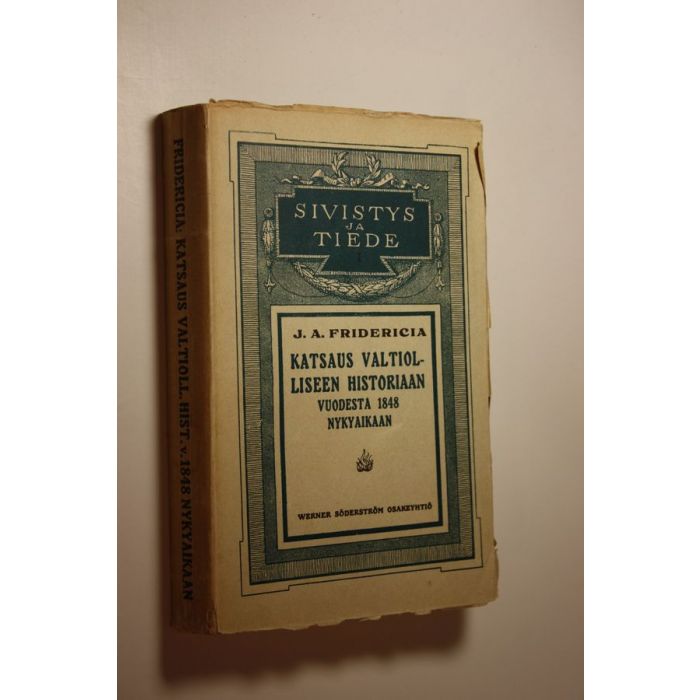 FRIDERICIA: KATSAUS VALTIOLL. HIST. v. 1848 NYKYAIKAAN
SIVISTYS
JA
TIEDE
I
J. A. FRIDERICIA
KATSAUS VALTIOL-
LISEEN HISTORIAAN
VUODESTA 1848
NYKYAIKAAN
WERNER SÖDERSTRÖM OSAKEYHTIÖ